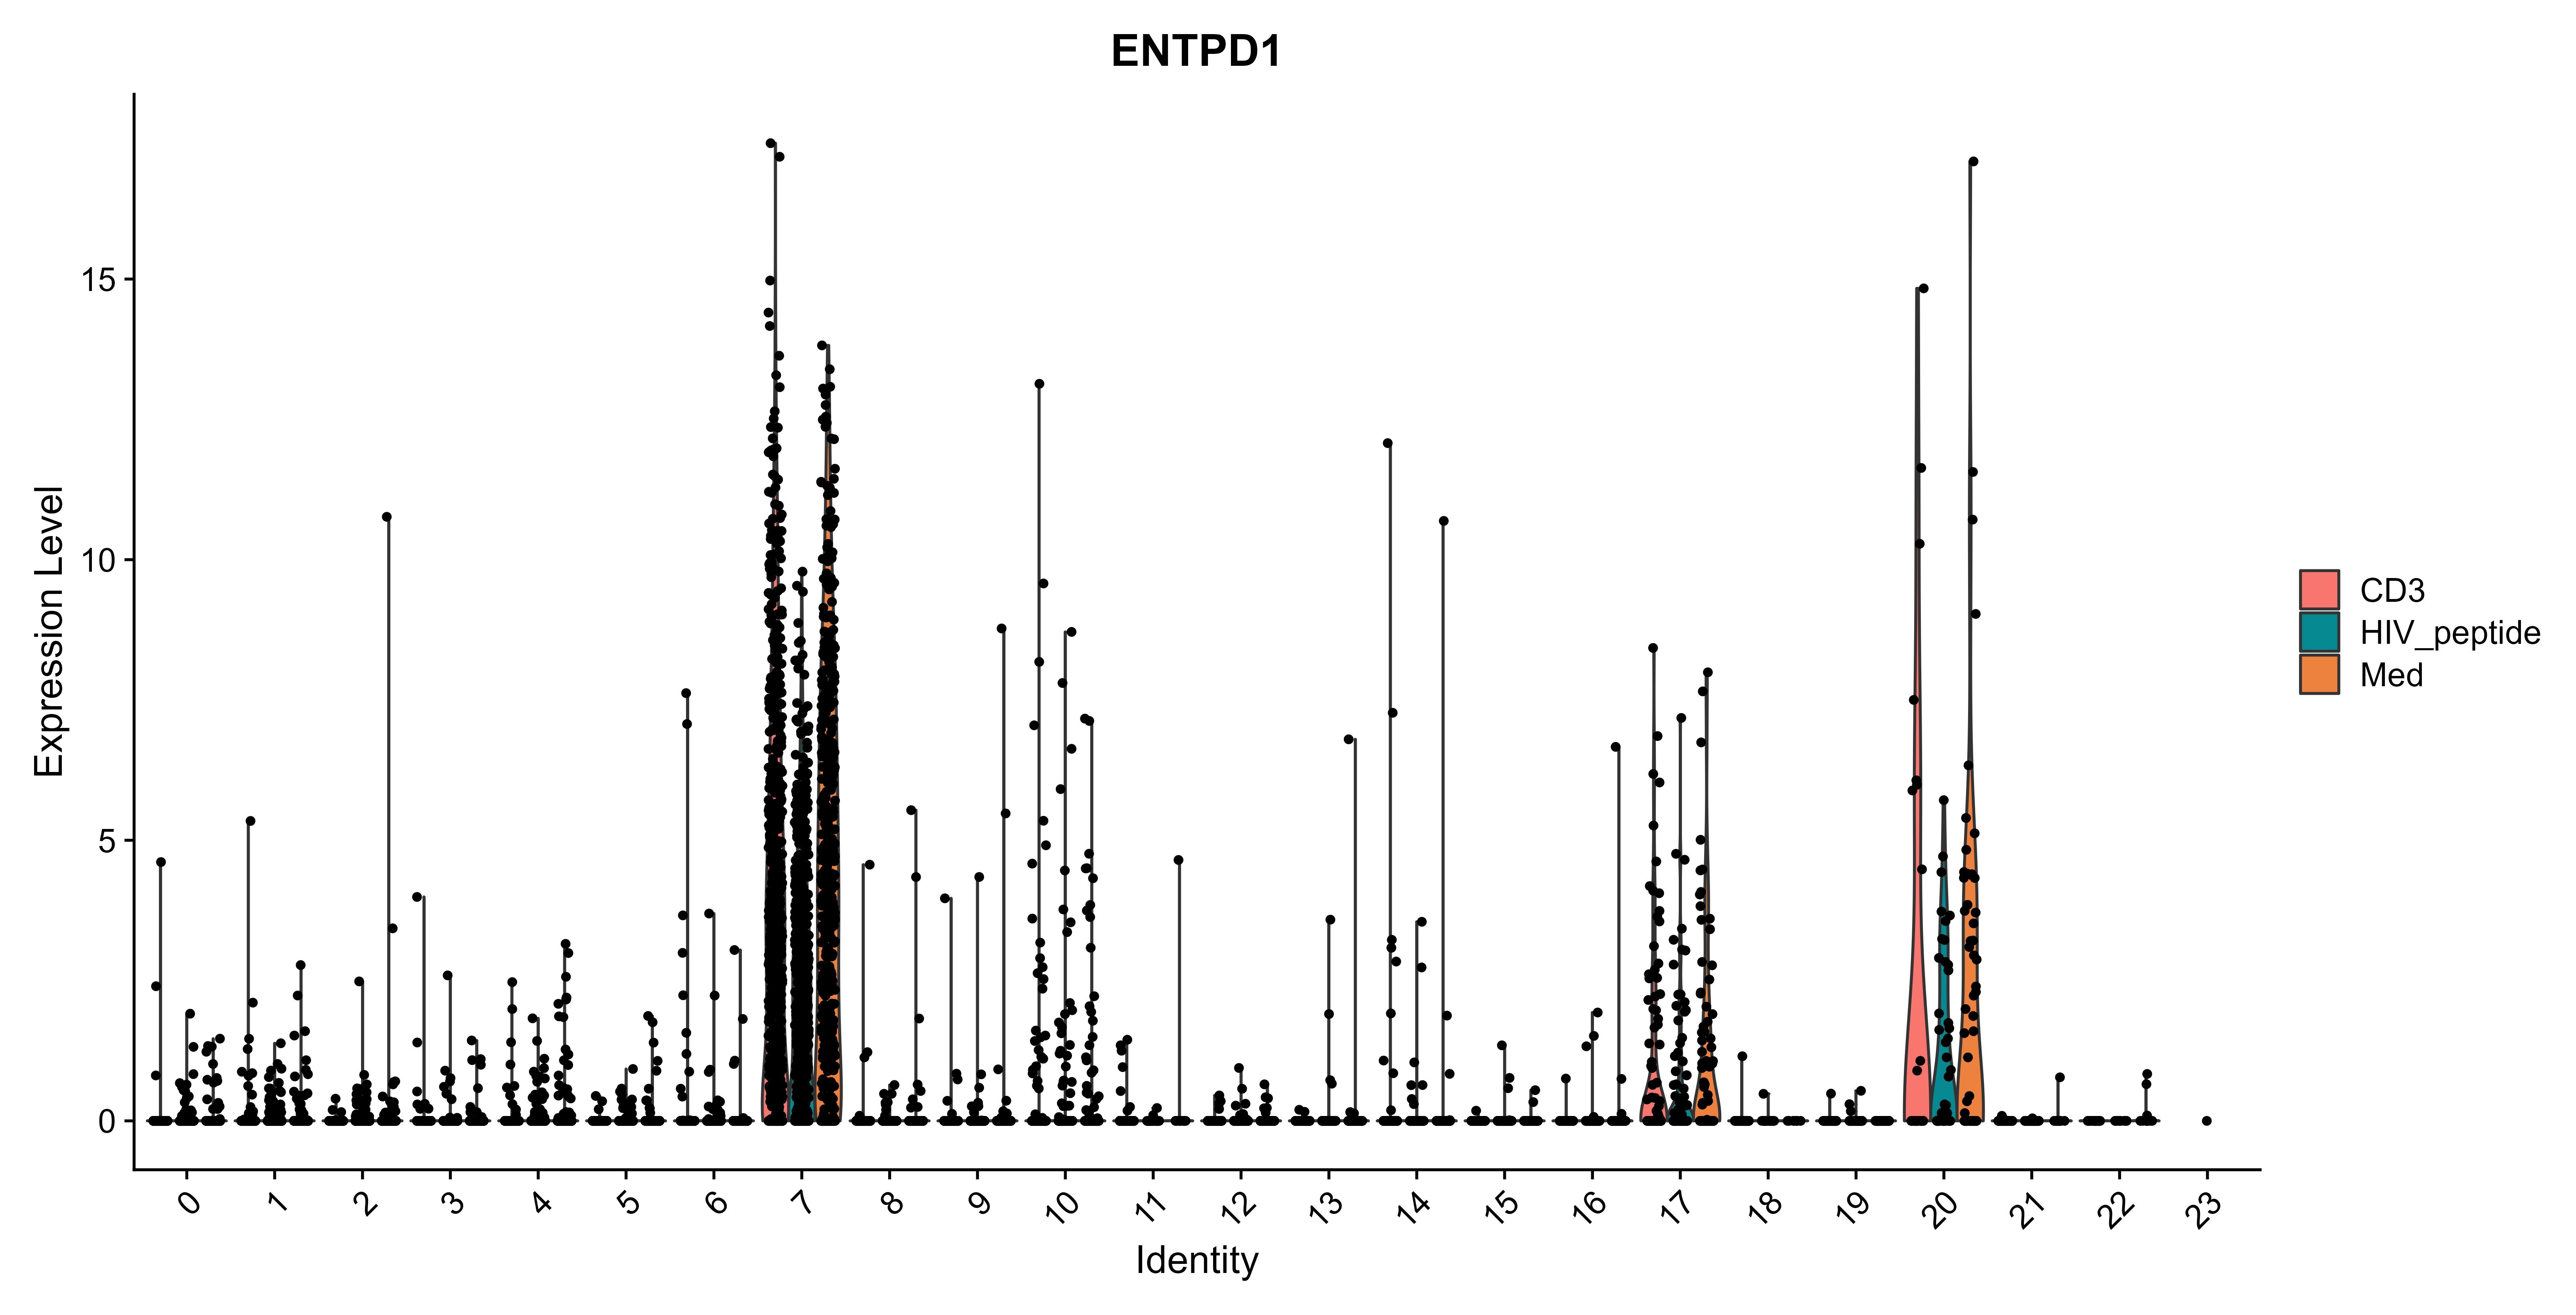 ENTPD1
Expression Level
15
10
5
0
0 1 2 3 4 5 6 7 8 9 10 11 12 13 14 15 16 17 18 19 20 21 22 23
Identity
CD3
HIV_peptide
Med